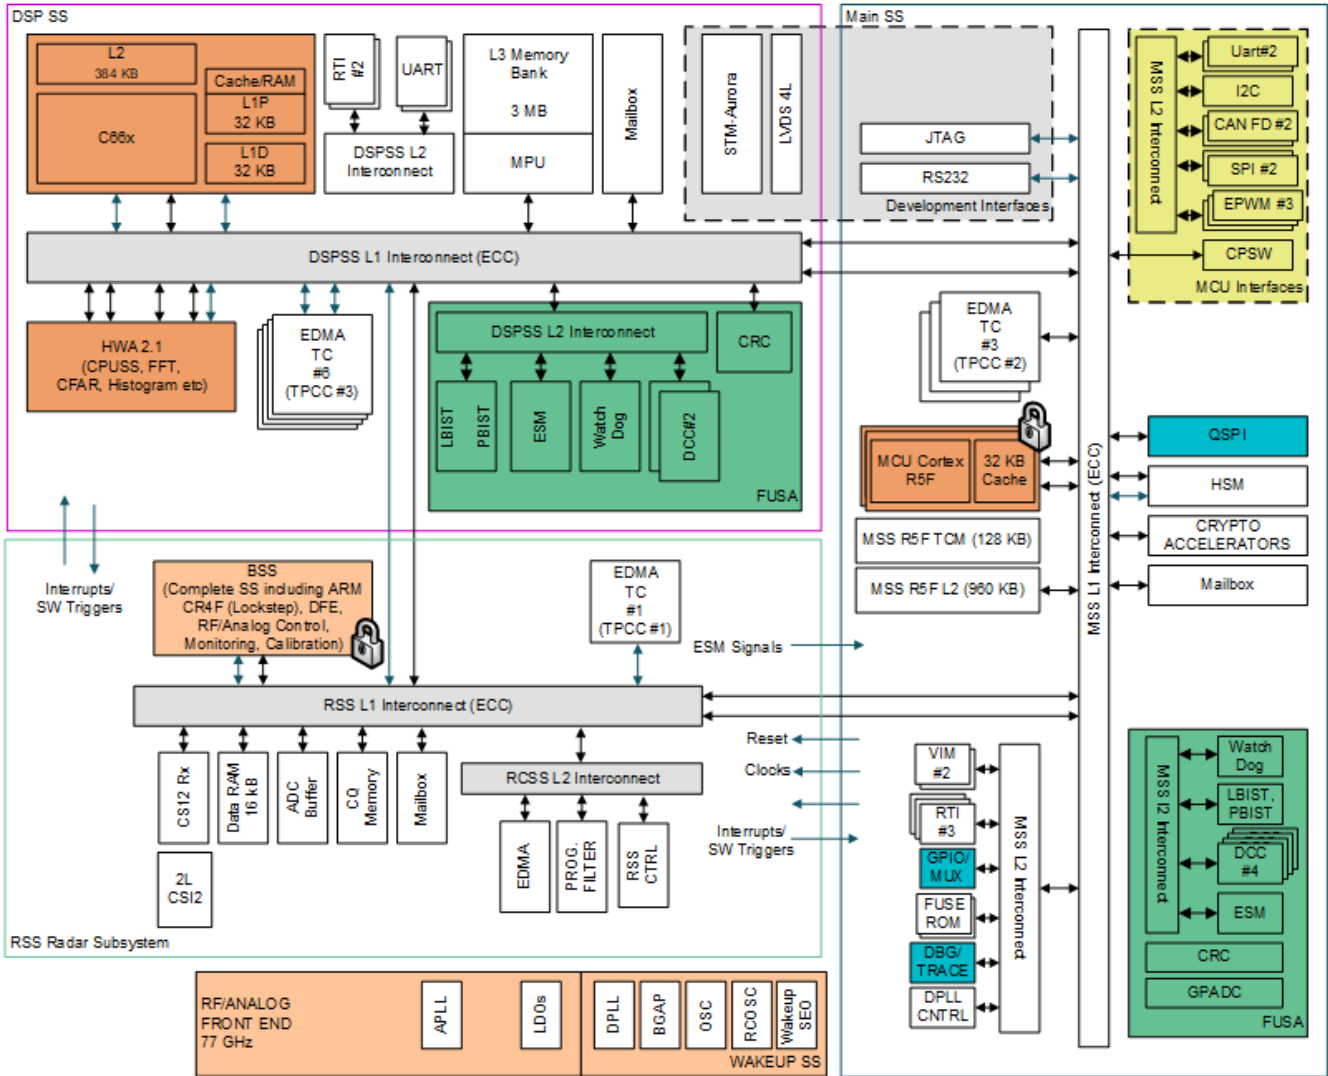 DSP SS
L2
384 KB
C66x
Cache/RAM
L1P
32 KB
L1D
32 KB
RTI
#2
UART
DSPSS L2
Interconnect
L3 Memory
Bank
3 MB
MPU
Mailbox
DSPSS L1 Interconnect (ECC)
HWA 2.1
(CPUSS, FFT,
CFAR, Histogram etc)
EDMA
TC
#6
(TPCC #3)
DSPSS L2 Interconnect
CRC
LBIST
PBIST
ESM
Watch
Dog
DCC#2
FUSA
Interrupts/
SW Triggers
BSS
(Complete SS including ARM
CR4F (Lockstep), DFE,
RF/Analog Control,
Monitoring, Calibration)
EDMA
TC
#1
(TPCC #1)
RSS L1 Interconnect (ECC)
CS12 Rx
Data RAM
16 kB
ADC
Buffer
CQ
Memory
Mailbox
2L
CSI2
RCSS L2 Interconnect
EDMA
PROG.
FILTER
RSS
CTRL
RSS Radar Subsystem
RF/ANALOG
FRONT END
77 GHz
APLL
LDOs
DPLL
BGAP
OSC
RCOSC
Wakeup
SEO
WAKEUP SS
Main SS
STM-Aurora
LVDS 4L
JTAG
RS232
Development Interfaces
MSS L1 Interconnect (ECC)
MSS L2 Interconnect
Uart#2
I2C
CAN FD #2
SPI #2
EPWM #3
CPSW
MCU Interfaces
EDMA
TC
#3
(TPCC #2)
MCU Cortex
R5F
32 KB
Cache
MSS R5F TCM (128 KB)
MSS R5F L2 (960 KB)
QSPI
HSM
CRYPTO
ACCELERATORS
Mailbox
ESM Signals
Reset
Clocks
Interrupts/
SW Triggers
VIM
#2
RTI
#3
GPIO/
MUX
FUSE
ROM
DBG/
TRACE
DPLL
CNTRL
MSS L2 Interconnect
MSS l2 Interconnect
Watch
Dog
LBIST,
PBIST
DCC
#4
ESM
CRC
GPADC
FUSA